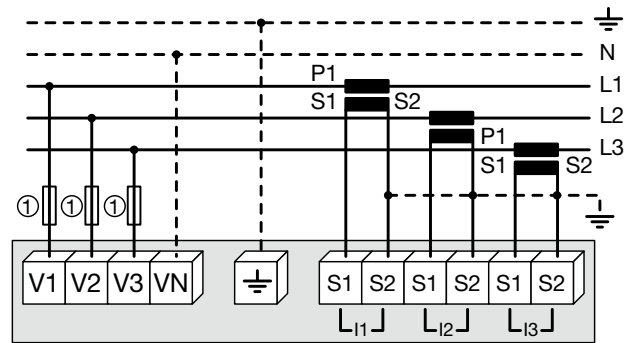 N
P1
L1
S1 S2
L2
P1
L3
S1 S2
① ① ①
V1 V2 V3 VN S1 S2 S1 S2 S1 S2
I1 I2 I3